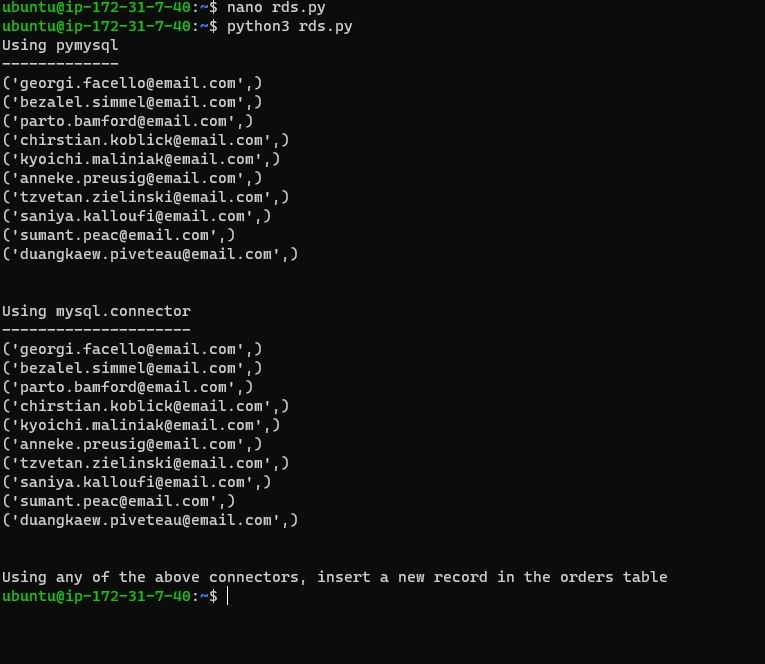 ubuntu@ip-172-31-7-40:~$ nano rds.py
ubuntu@ip-172-31-7-40:~$ python3 rds.py
Using pymysql
-------------
('georgi.facello@email.com',)
('bezalel.simmel@email.com',)
('parto.bamford@email.com',)
('chirstian.koblick@email.com',)
('kyoichi.maliniak@email.com',)
('anneke.preusig@email.com',)
('tzvetan.zielinski@email.com',)
('saniya.kalloufi@email.com',)
('sumant.peac@email.com',)
('duangkaew.piveteau@email.com',)
Using mysql.connector
---------------------
('georgi.facello@email.com',)
('bezalel.simmel@email.com',)
('parto.bamford@email.com',)
('chirstian.koblick@email.com',)
('kyoichi.maliniak@email.com',)
('anneke.preusig@email.com',)
('tzvetan.zielinski@email.com',)
('saniya.kalloufi@email.com',)
('sumant.peac@email.com',)
('duangkaew.piveteau@email.com',)
Using any of the above connectors, insert a new record in the orders table
ubuntu@ip-172-31-7-40:~$